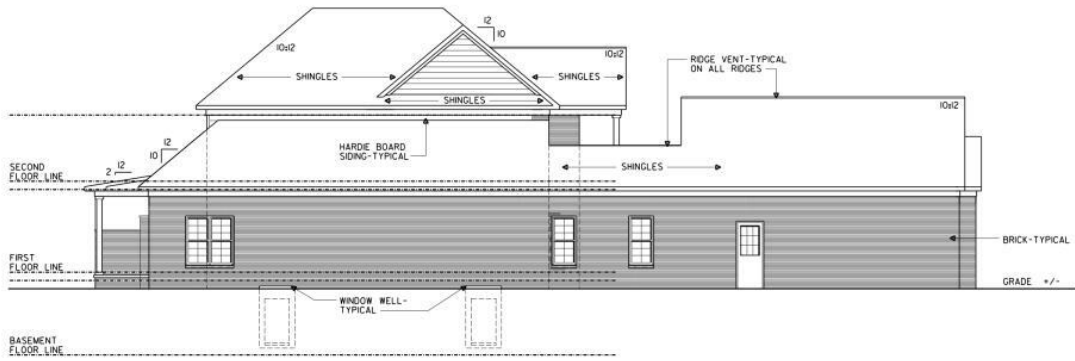 12
10
10:12
10:12
RIDGE VENT-TYPICAL
ON ALL RIDGES
SHINGLES
SHINGLES
SHINGLES
10:12
HARDIE BOARD
SIDING-TYPICAL
12
10
SECOND
FLOOR LINE
12
2
SHINGLES
BRICK-TYPICAL
FIRST
FLOOR LINE
GRADE +/-
WINDOW WELL-
TYPICAL
BASEMENT
FLOOR LINE